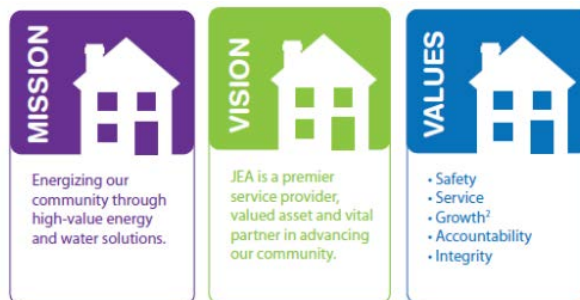 MISSION
Energizing our
community through
high-value energy
and water solutions.
VISION
JEA is a premier
service provider,
valued asset and vital
partner in advancing
our community.
VALUES
• Safety
• Service
• Growth²
• Accountability
• Integrity